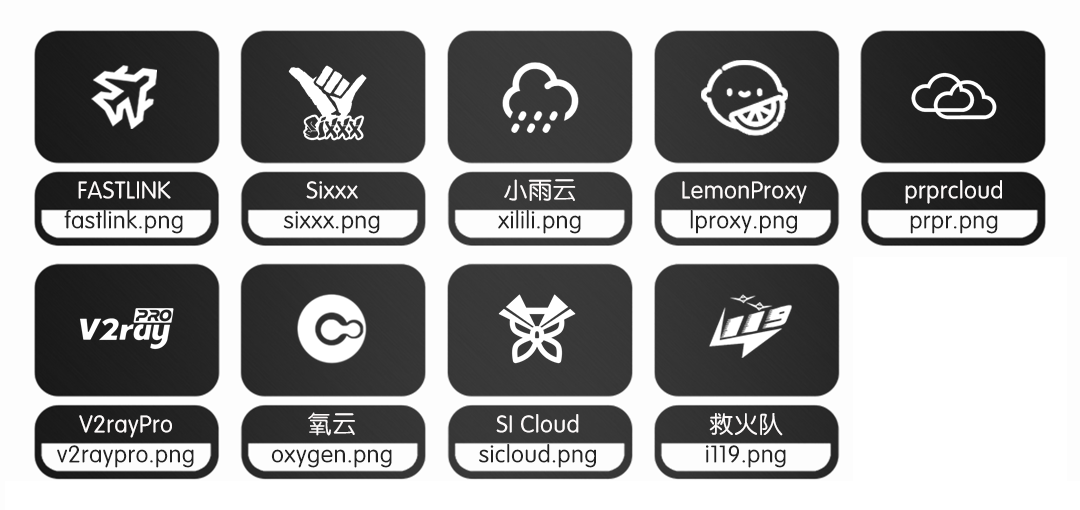 SIXXX
FASTLINK
fastlink.png
Sixxx
sixxx.png
小雨云
xilili.png
LemonProxy
lproxy.png
prprcloud
prpr.png
V2ray PRO
i119
V2rayPro
v2raypro.png
氧云
oxygen.png
SI Cloud
sicloud.png
救火队
i119.png